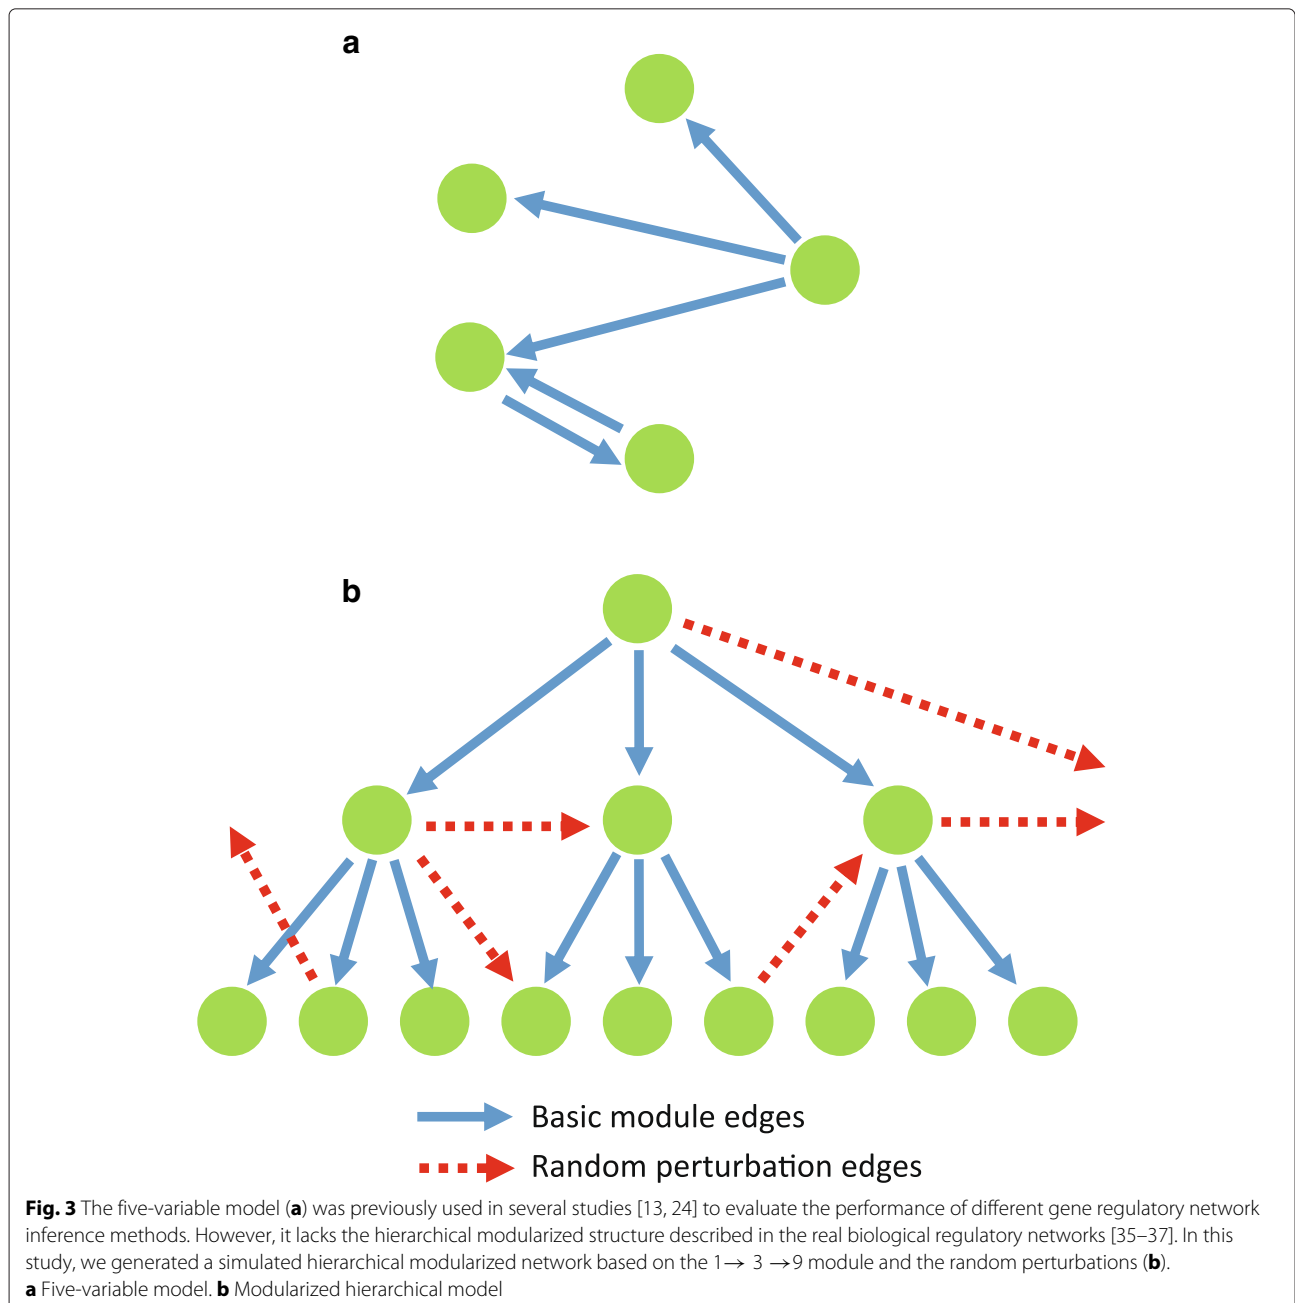 a
b
Basic module edges
Random perturbation edges
Fig. 3 The five-variable model (a) was previously used in several studies [13, 24] to evaluate the performance of different gene regulatory network
inference methods. However, it lacks the hierarchical modularized structure described in the real biological regulatory networks [35–37]. In this
study, we generated a simulated hierarchical modularized network based on the 1→ 3 →9 module and the random perturbations (b).
a Five-variable model. b Modularized hierarchical model